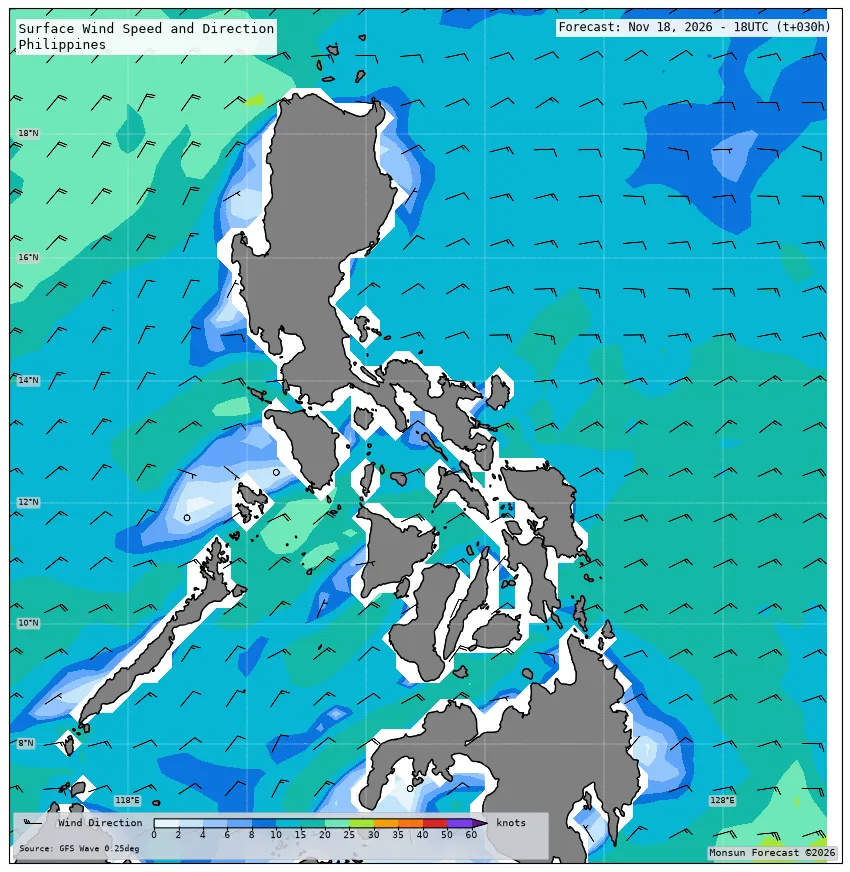 Surface Wind Speed and Direction
Philippines
Forecast: Nov 18, 2026 - 18UTC (t+030h)
18°N
16°N
14°N
12°N
10°N
8°N
118°E
128°E
Wind Direction
0 2 4 6 8 10 15 20 25 30 35 40 50 60
knots
Source: GFS Wave 0.25deg
Monsun Forecast ©2026